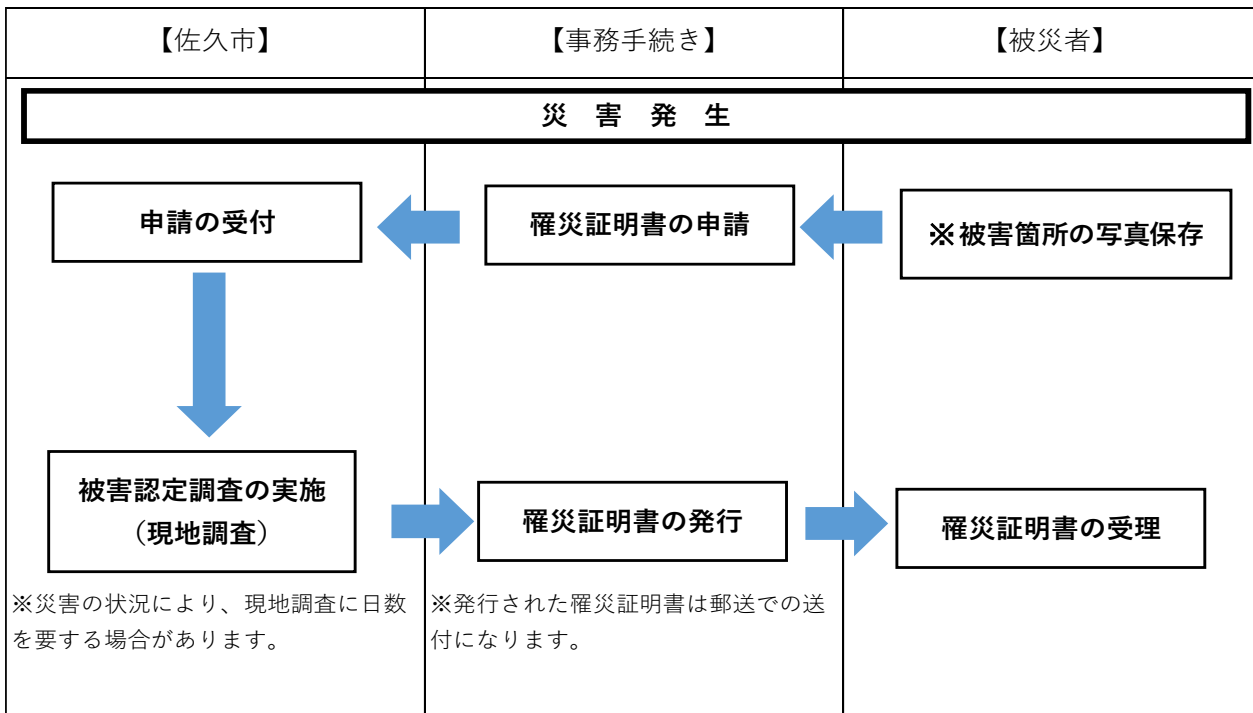 【佐久市】
【事務手続き】
【被災者】
災 害 発 生
申請の受付
罹災証明書の申請
※被害箇所の写真保存
被害認定調査の実施
（現地調査）
罹災証明書の発行
罹災証明書の受理
※災害の状況により、現地調査に日数
を要する場合があります。
※発行された罹災証明書は郵送での送
付になります。